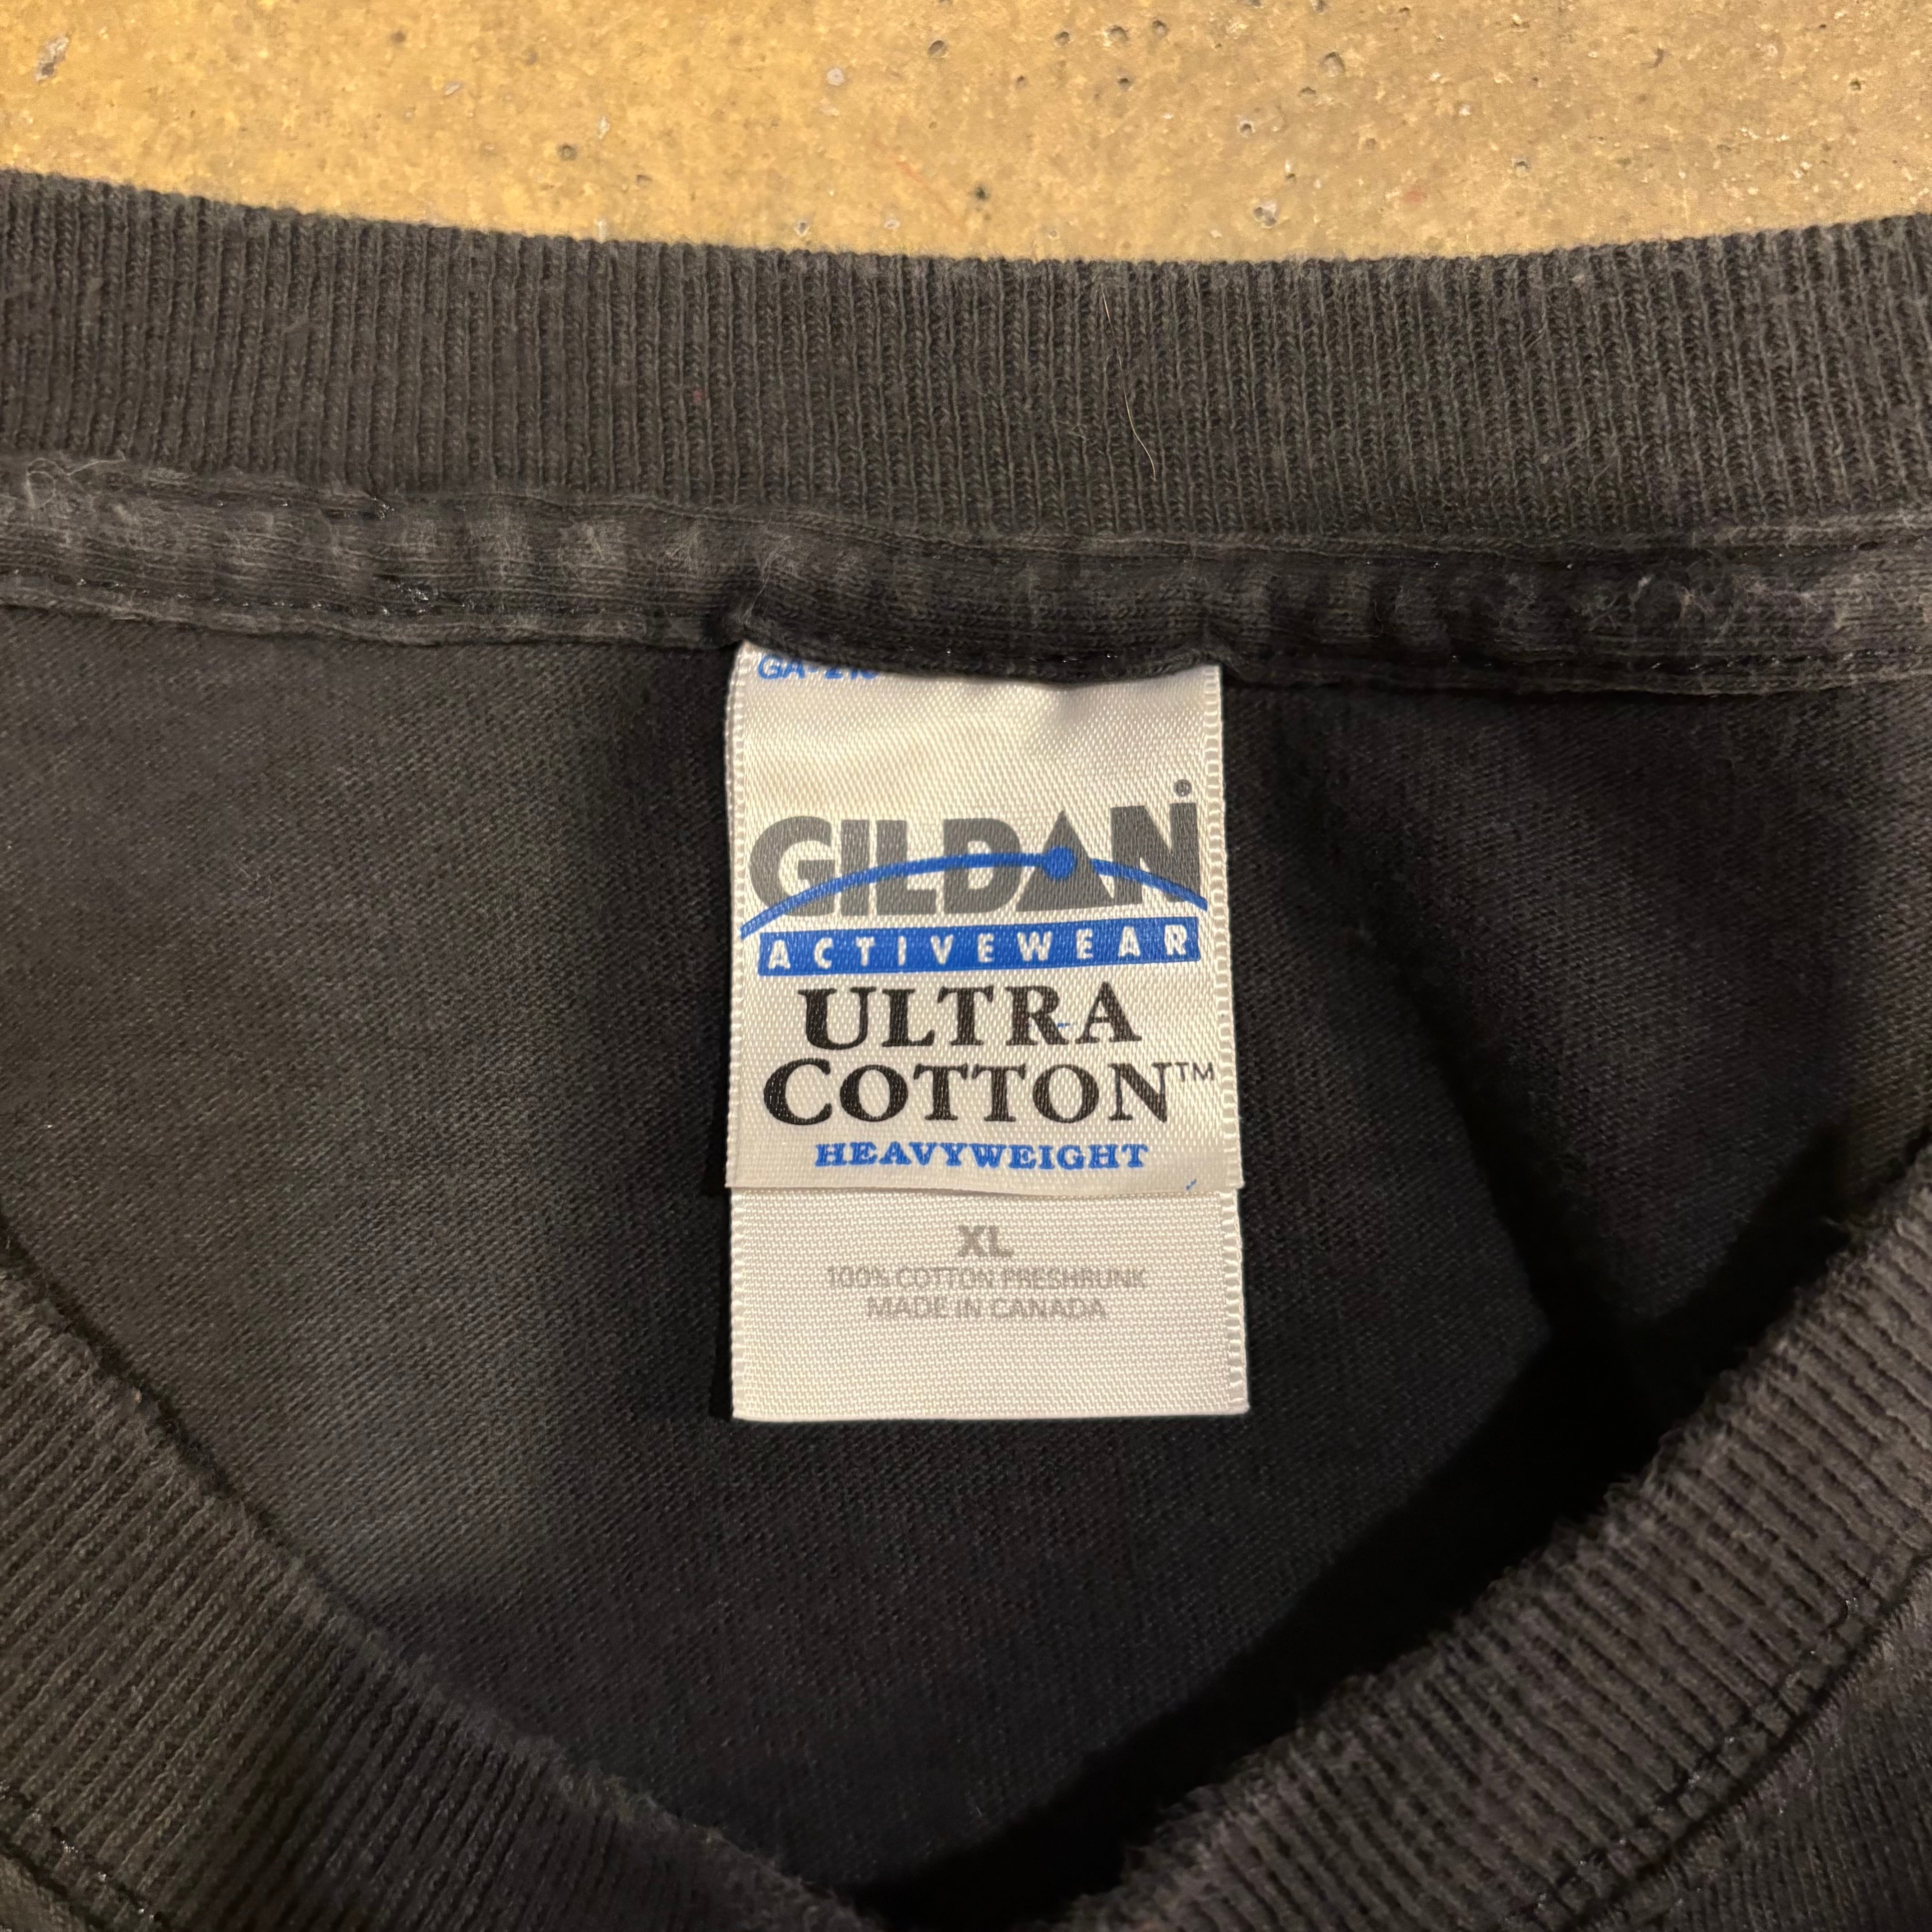 GILDAN®
ACTIVEWEAR
ULTRA
COTTON™
HEAVYWEIGHT
XL
100% COTTON PRESHRUNK
MADE IN CANADA